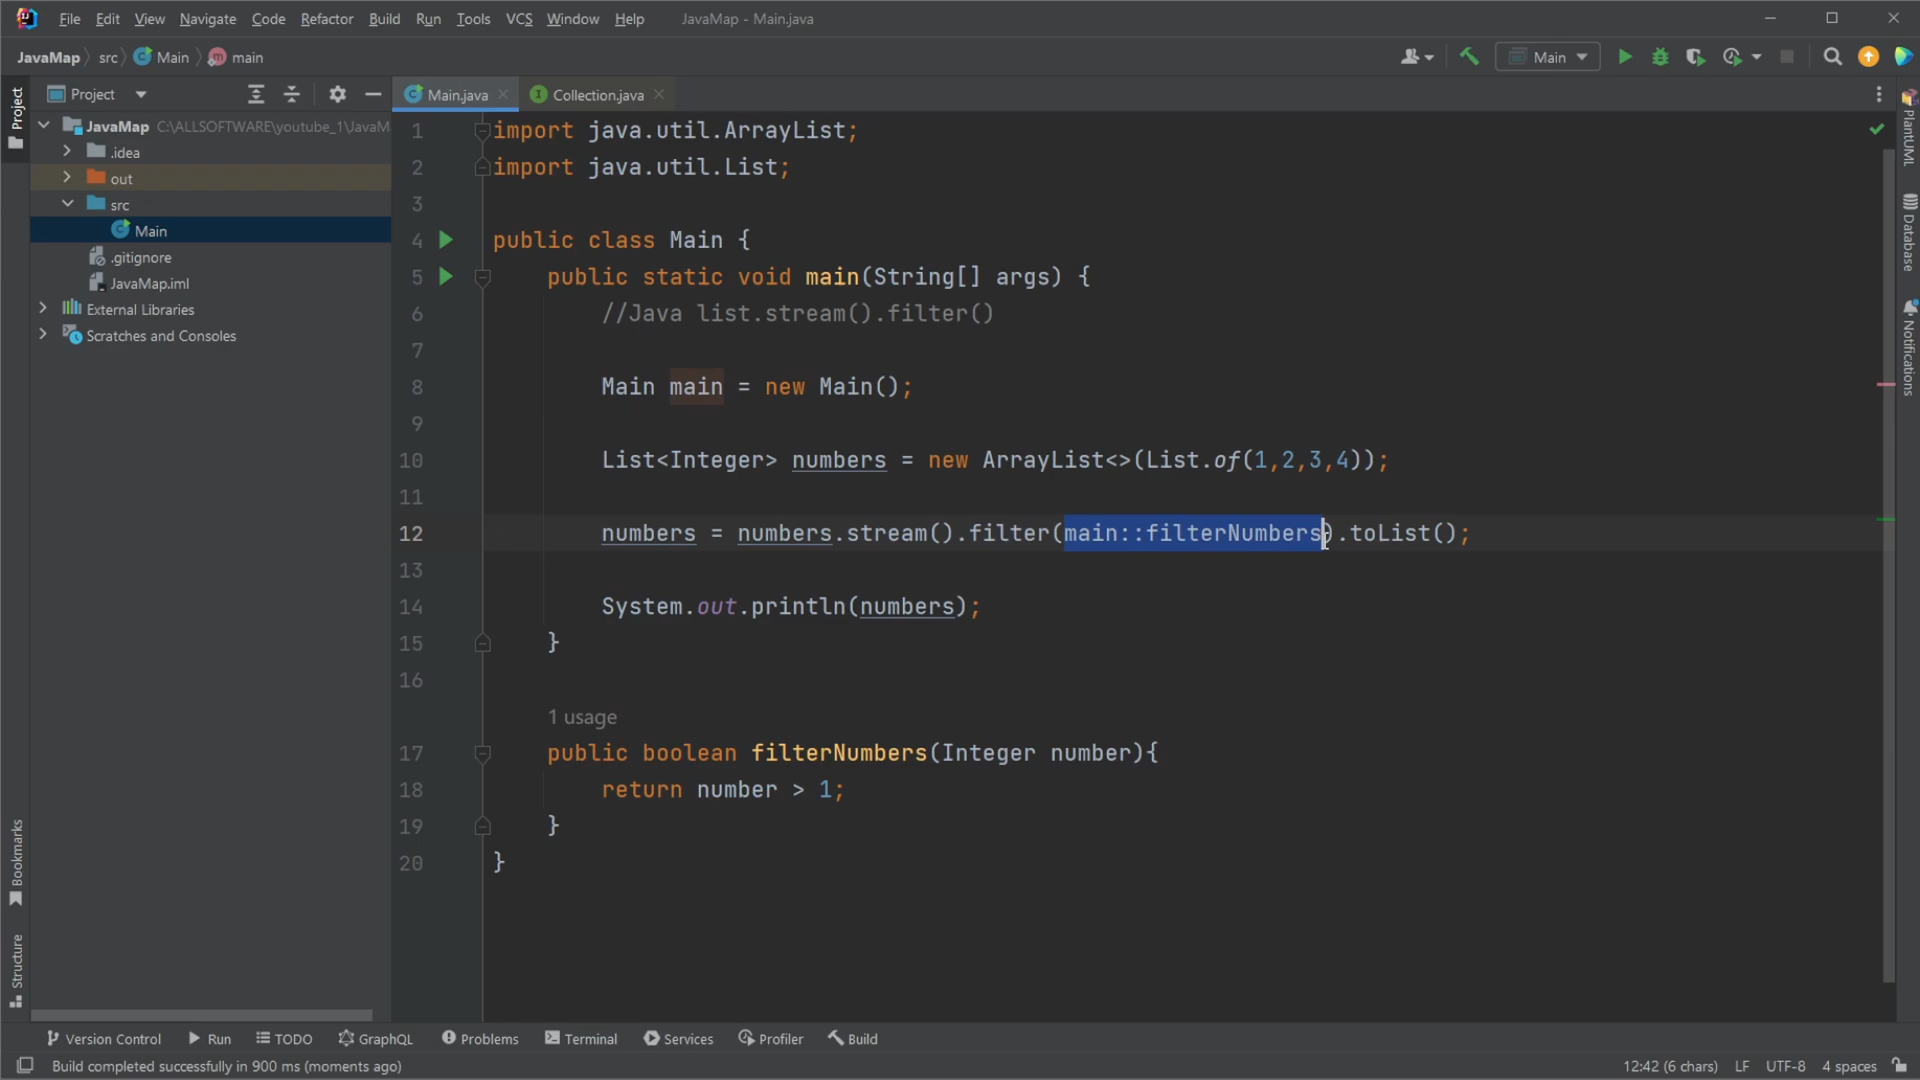 File Edit View Navigate Code Refactor Build Run Tools VCS Window Help JavaMap - Main.java
JavaMap src Main main
Main
Project
Main.java
Collection.java
Project
JavaMap C:\ALLSOFTWARE\youtube_1\JavaM
.idea
out
src
Main
.gitignore
JavaMap.iml
External Libraries
Scratches and Consoles
1 import java.util.ArrayList;
2 import java.util.List;
3
4 public class Main {
5 public static void main(String[] args) {
6 //Java list.stream().filter()
7
8 Main main = new Main();
9
10 List<Integer> numbers = new ArrayList<>(List.of(1,2,3,4));
11
12 numbers = numbers.stream().filter(main::filterNumbers).toList();
13
14 System.out.println(numbers);
15 }
16
1 usage
17 public boolean filterNumbers(Integer number){
18 return number > 1;
19 }
20 }
PlantUML
Database
Notifications
Bookmarks
Structure
Version Control Run TODO GraphQL Problems Terminal Services Profiler Build
Build completed successfully in 900 ms (moments ago)
12:42 (6 chars) LF UTF-8 4 spaces